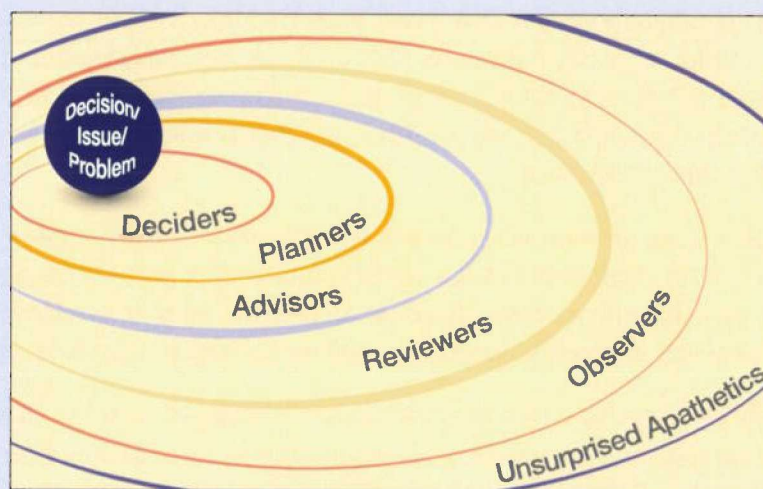 Decision/
Issue/
Problem
Deciders
Planners
Advisors
Reviewers
Observers
Unsurprised Apathetics